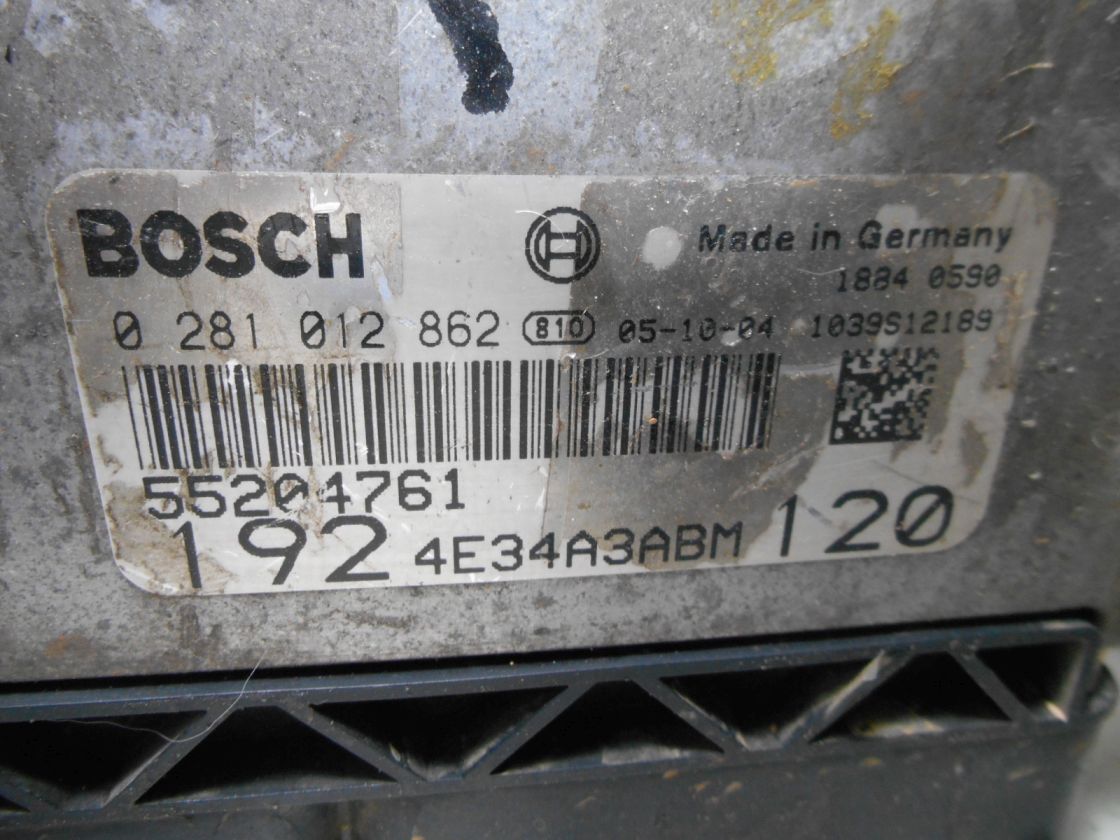 BOSCH
Made in Germany
1884 0590
0 281 012 862 810 05-10-04 1039S12189
55204761
192 4E34A3ABM 120